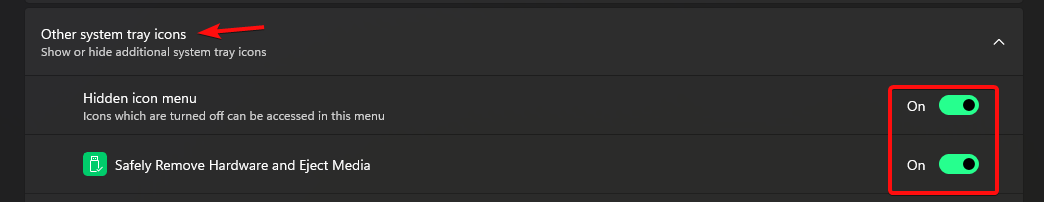 Other system tray icons
Show or hide additional system tray icons
Hidden icon menu
Icons which are turned off can be accessed in this menu
On
Safely Remove Hardware and Eject Media
On